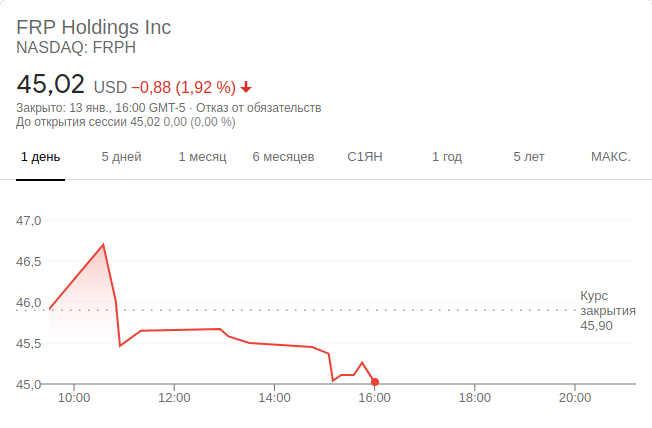 FRP Holdings Inc
NASDAQ: FRPH
45,02 USD −0,88 (1,92 %)
Закрыто: 13 янв., 16:00 GMT-5 · Отказ от обязательств
До открытия сессии 45,02 0,00 (0,00 %)
1 день 5 дней 1 месяц 6 месяцев С1ЯН 1 год 5 лет МАКС.
47,0
46,5
46,0
45,5
45,0
Курс
закрытия
45,90
10:00 12:00 14:00 16:00 18:00 20:00